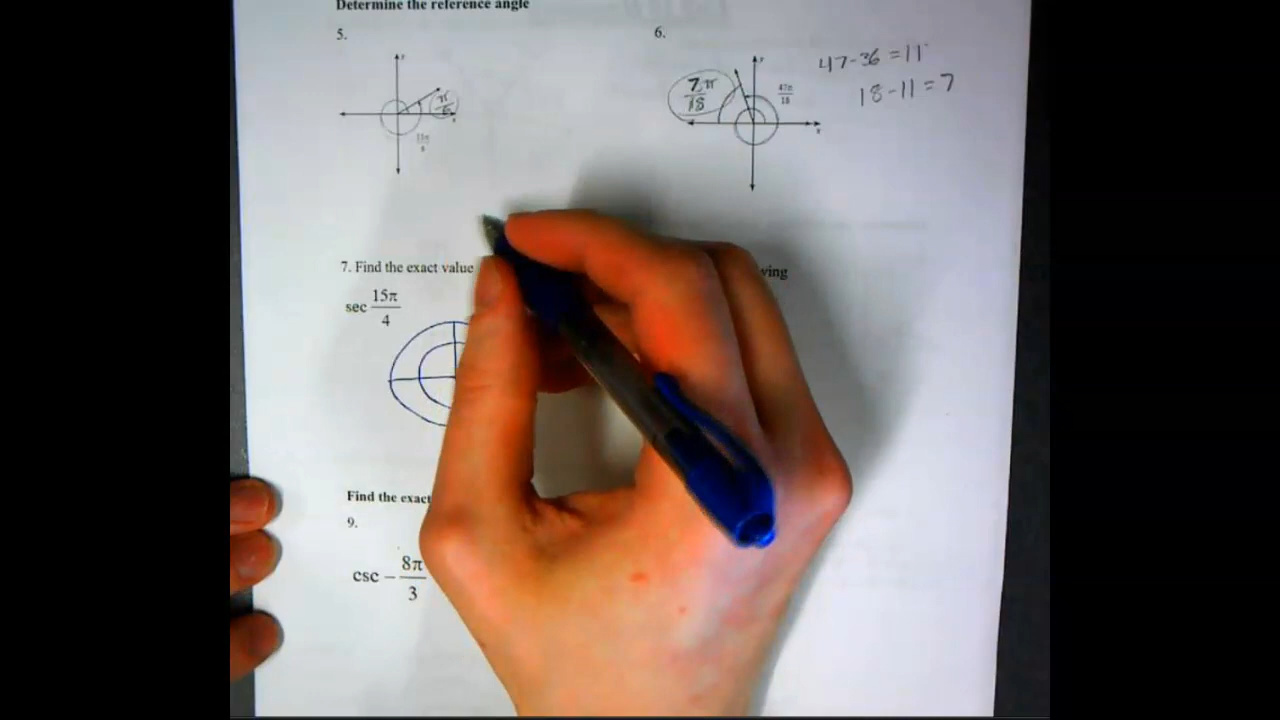 Determine the reference angle
5.
6.
y
π/6
y
7π/18
47π/18
x
47-36=11
18-11=7
7. Find the exact value
ving
sec 15π/4
Find the exact
9.
csc - 8π/3